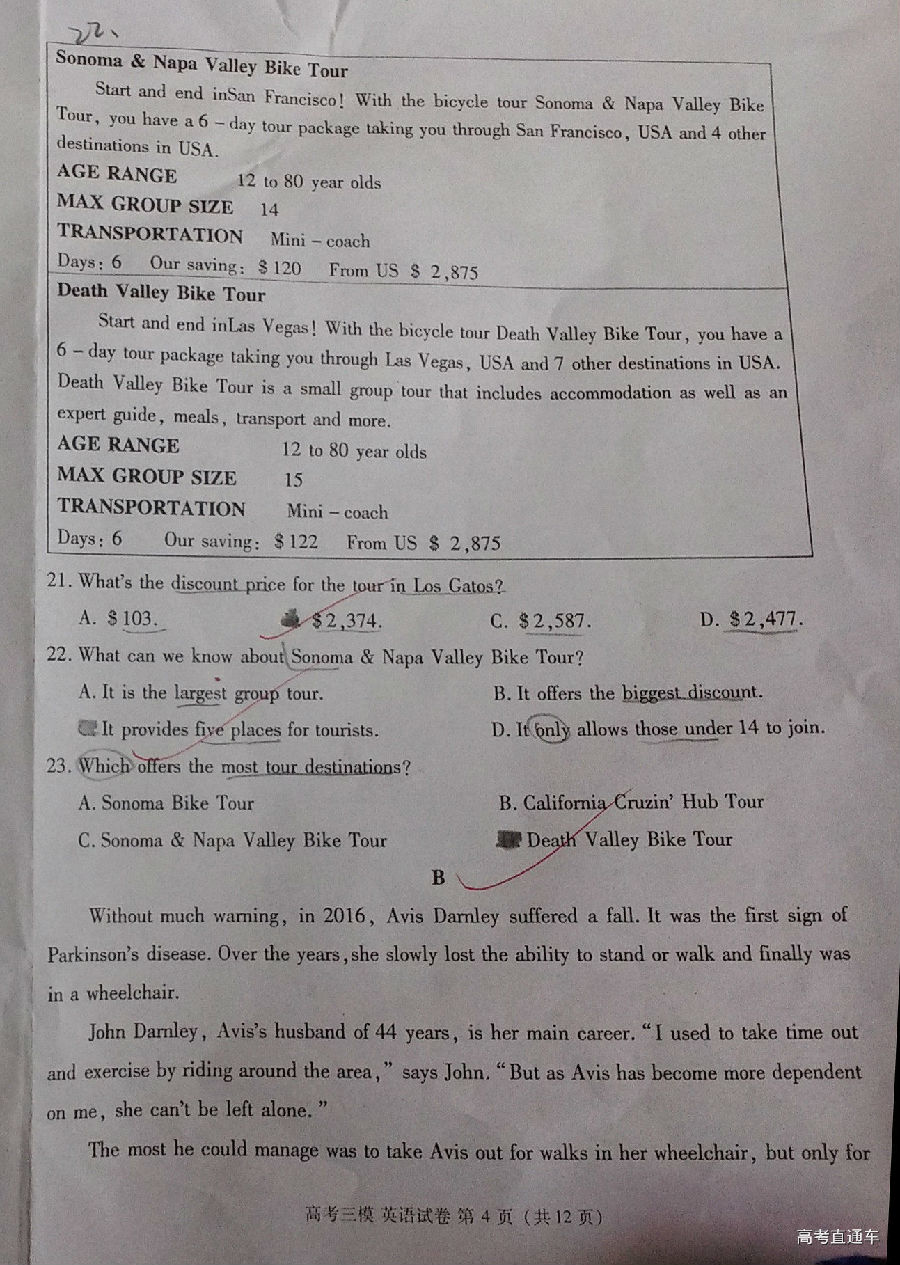 22、
Sonoma & Napa Valley Bike Tour
Start and end inSan Francisco! With the bicycle tour Sonoma & Napa Valley Bike
Tour, you have a 6-day tour package taking you through San Francisco, USA and 4 other
destinations in USA.
AGE RANGE 12 to 80 year olds
MAX GROUP SIZE 14
TRANSPORTATION Mini-coach
Days: 6 Our saving: $120 From US $ 2,875
Death Valley Bike Tour
Start and end inLas Vegas! With the bicycle tour Death Valley Bike Tour, you have a
6-day tour package taking you through Las Vegas, USA and 7 other destinations in USA.
Death Valley Bike Tour is a small group tour that includes accommodation as well as an
expert guide, meals, transport and more.
AGE RANGE 12 to 80 year olds
MAX GROUP SIZE 15
TRANSPORTATION Mini-coach
Days: 6 Our saving: $122 From US $ 2,875
21. What's the discount price for the tour in Los Gatos?
A. $103. $2,374. C. $2,587. D. $2,477.
22. What can we know about Sonoma & Napa Valley Bike Tour?
A. It is the largest group tour. B. It offers the biggest discount.
It provides five places for tourists. D. It only allows those under 14 to join.
23. Which offers the most tour destinations?
A. Sonoma Bike Tour B. California Cruzin' Hub Tour
C. Sonoma & Napa Valley Bike Tour Death Valley Bike Tour
B
Without much warning, in 2016, Avis Darnley suffered a fall. It was the first sign of
Parkinson's disease. Over the years, she slowly lost the ability to stand or walk and finally was
in a wheelchair.
John Darnley, Avis's husband of 44 years, is her main career. "I used to take time out
and exercise by riding around the area," says John. "But as Avis has become more dependent
on me, she can't be left alone."
The most he could manage was to take Avis out for walks in her wheelchair, but only for
高考三模 英语试卷 第 4 页 (共12页)
高考直通车